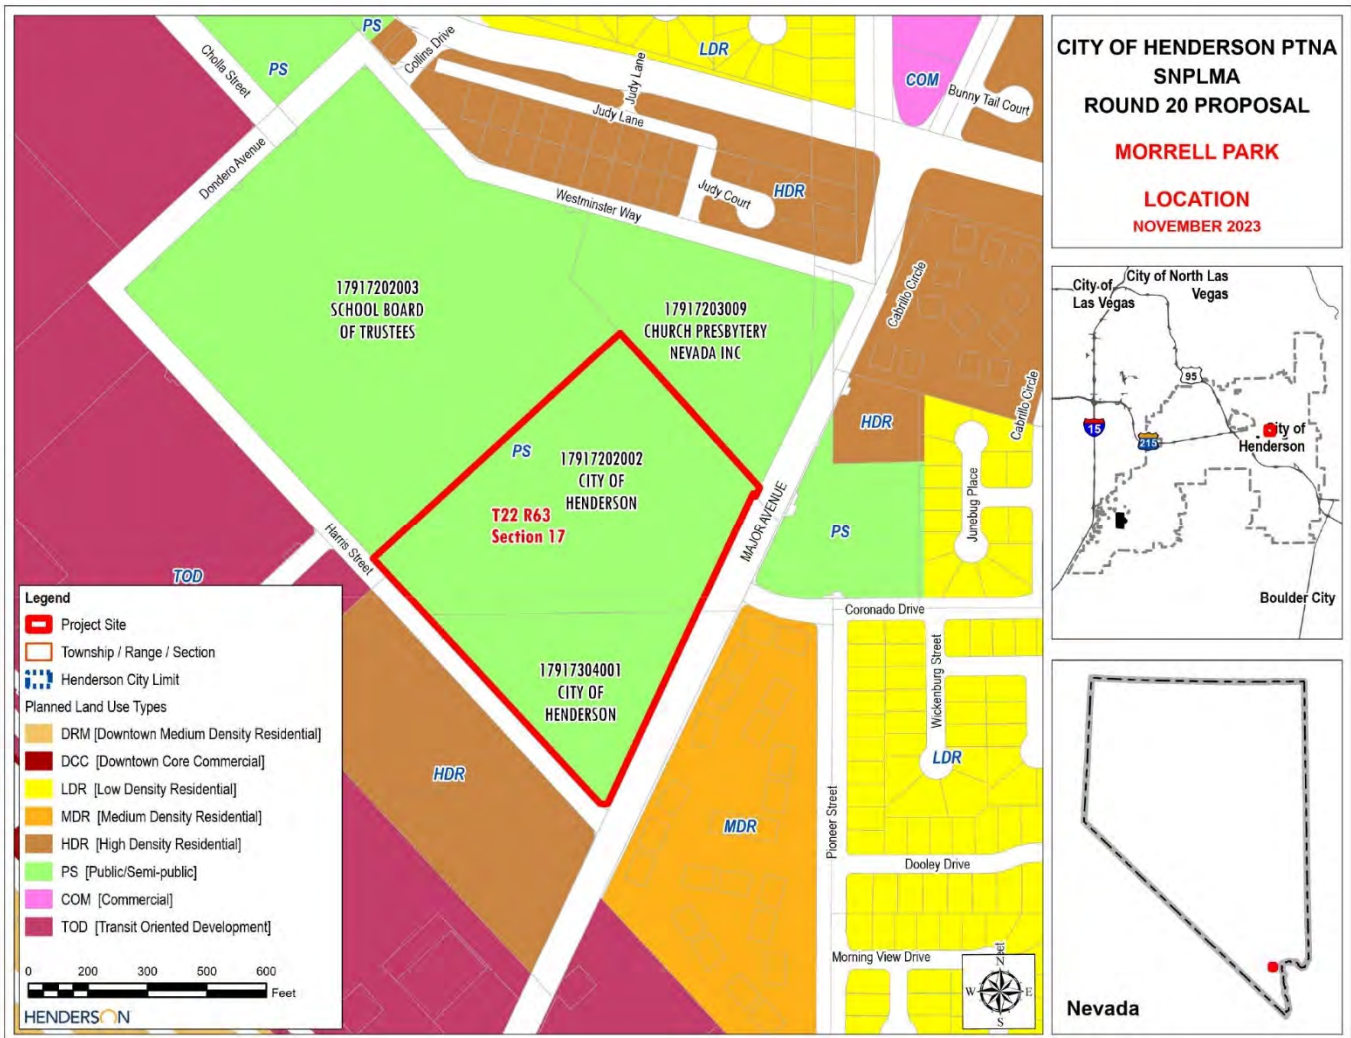 CITY OF HENDERSON PTNA
SNPLMA
ROUND 20 PROPOSAL
MORRELL PARK
LOCATION
NOVEMBER 2023
PS
PS
LDR
COM
Cholla Street
Collins Drive
Judy Lane
Judy Lane
Bunny Tail Court
Dondero Avenue
Westminster Way
Judy Court
HDR
Cabrillo Circle
Cabrillo Circle
17917202003
SCHOOL BOARD
OF TRUSTEES
17917203009
CHURCH PRESBYTERY
NEVADA INC
HDR
PS
17917202002
CITY OF
HENDERSON
T22 R63
Section 17
MAJOR AVENUE
Junebug Place
PS
Harris Street
TOD
Coronado Drive
17917304001
CITY OF
HENDERSON
Wickenburg Street
LDR
HDR
MDR
Pioneer Street
Dooley Drive
Morning View Drive
eet
N
W
E
S
Legend
Project Site
Township / Range / Section
Henderson City Limit
Planned Land Use Types
DRM [Downtown Medium Density Residential]
DCC [Downtown Core Commercial]
LDR [Low Density Residential]
MDR [Medium Density Residential]
HDR [High Density Residential]
PS [Public/Semi-public]
COM [Commercial]
TOD [Transit Oriented Development]
0 200 300 500 600
Feet
HENDERSON
City of
Las Vegas
City of North Las
Vegas
95
15
215
City of
Henderson
Boulder City
Nevada